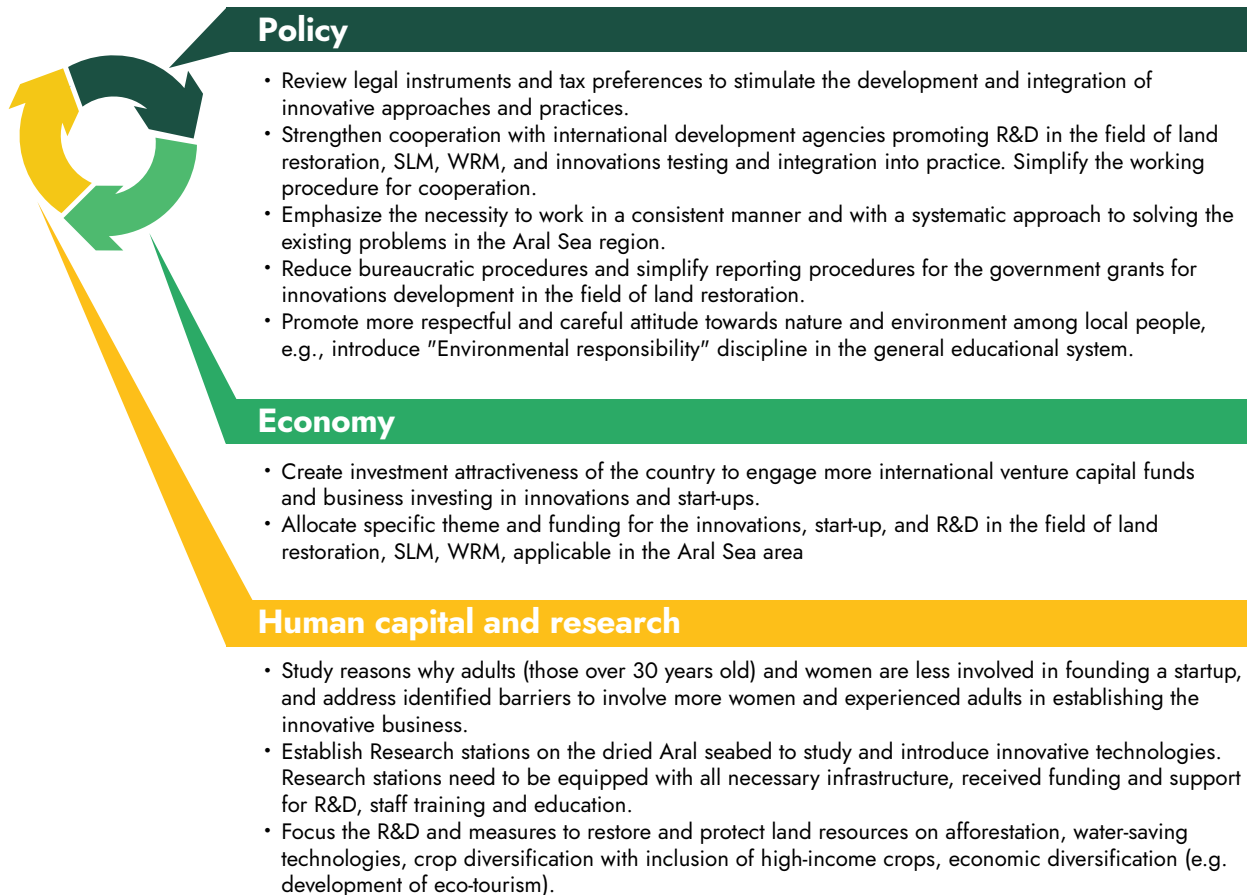 Policy
• Review legal instruments and tax preferences to stimulate the development and integration of
innovative approaches and practices.
• Strengthen cooperation with international development agencies promoting R&D in the field of land
restoration, SLM, WRM, and innovations testing and integration into practice. Simplify the working
procedure for cooperation.
• Emphasize the necessity to work in a consistent manner and with a systematic approach to solving the
existing problems in the Aral Sea region.
• Reduce bureaucratic procedures and simplify reporting procedures for the government grants for
innovations development in the field of land restoration.
• Promote more respectful and careful attitude towards nature and environment among local people,
e.g., introduce "Environmental responsibility" discipline in the general educational system.
Economy
• Create investment attractiveness of the country to engage more international venture capital funds
and business investing in innovations and start-ups.
• Allocate specific theme and funding for the innovations, start-up, and R&D in the field of land
restoration, SLM, WRM, applicable in the Aral Sea area
Human capital and research
• Study reasons why adults (those over 30 years old) and women are less involved in founding a startup,
and address identified barriers to involve more women and experienced adults in establishing the
innovative business.
• Establish Research stations on the dried Aral seabed to study and introduce innovative technologies.
Research stations need to be equipped with all necessary infrastructure, received funding and support
for R&D, staff training and education.
• Focus the R&D and measures to restore and protect land resources on afforestation, water-saving
technologies, crop diversification with inclusion of high-income crops, economic diversification (e.g.
development of eco-tourism).